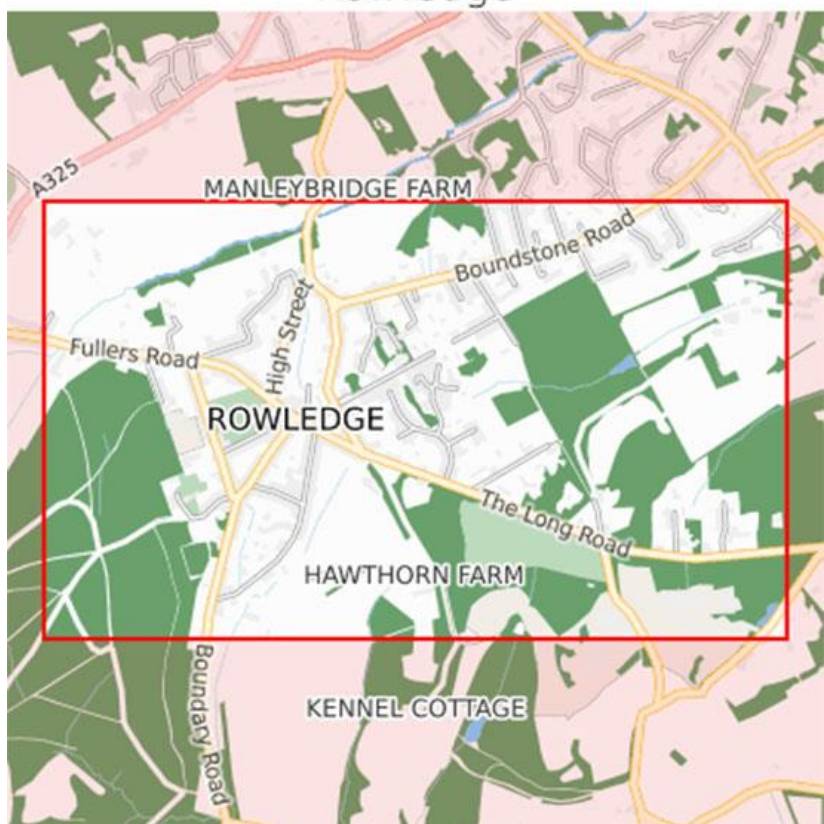 A325
MANLEYBRIDGE FARM
Boundstone Road
High Street
Fullers Road
ROWLEDGE
The Long Road
HAWTHORN FARM
Boundary Road
KENNEL COTTAGE